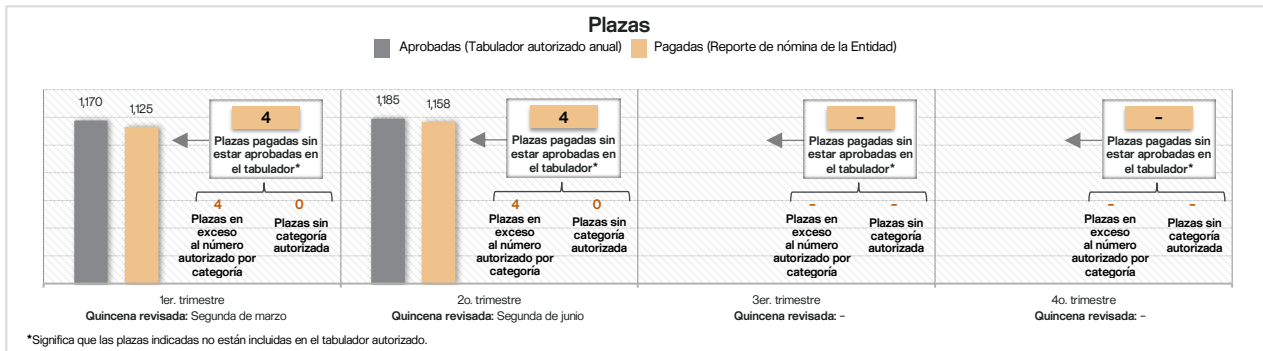 Plazas
Aprobadas (Tabulador autorizado anual)
Pagadas (Reporte de nómina de la Entidad)
1,170
1,125
4
Plazas pagadas sin
estar aprobadas en
el tabulador*
4
0
Plazas en
exceso
al número
autorizado por
categoría
Plazas sin
categoría
autorizada
1er. trimestre
Quincena revisada: Segunda de marzo
1,185
1,158
4
Plazas pagadas sin
estar aprobadas en
el tabulador*
4
0
Plazas en
exceso
al número
autorizado por
categoría
Plazas sin
categoría
autorizada
2o. trimestre
Quincena revisada: Segunda de junio
-
Plazas pagadas sin
estar aprobadas en
el tabulador*
-
-
Plazas en
exceso
al número
autorizado por
categoría
Plazas sin
categoría
autorizada
3er. trimestre
Quincena revisada: -
-
Plazas pagadas sin
estar aprobadas en
el tabulador*
-
-
Plazas en
exceso
al número
autorizado por
categoría
Plazas sin
categoría
autorizada
4o. trimestre
Quincena revisada: -
*Significa que las plazas indicadas no están incluidas en el tabulador autorizado.